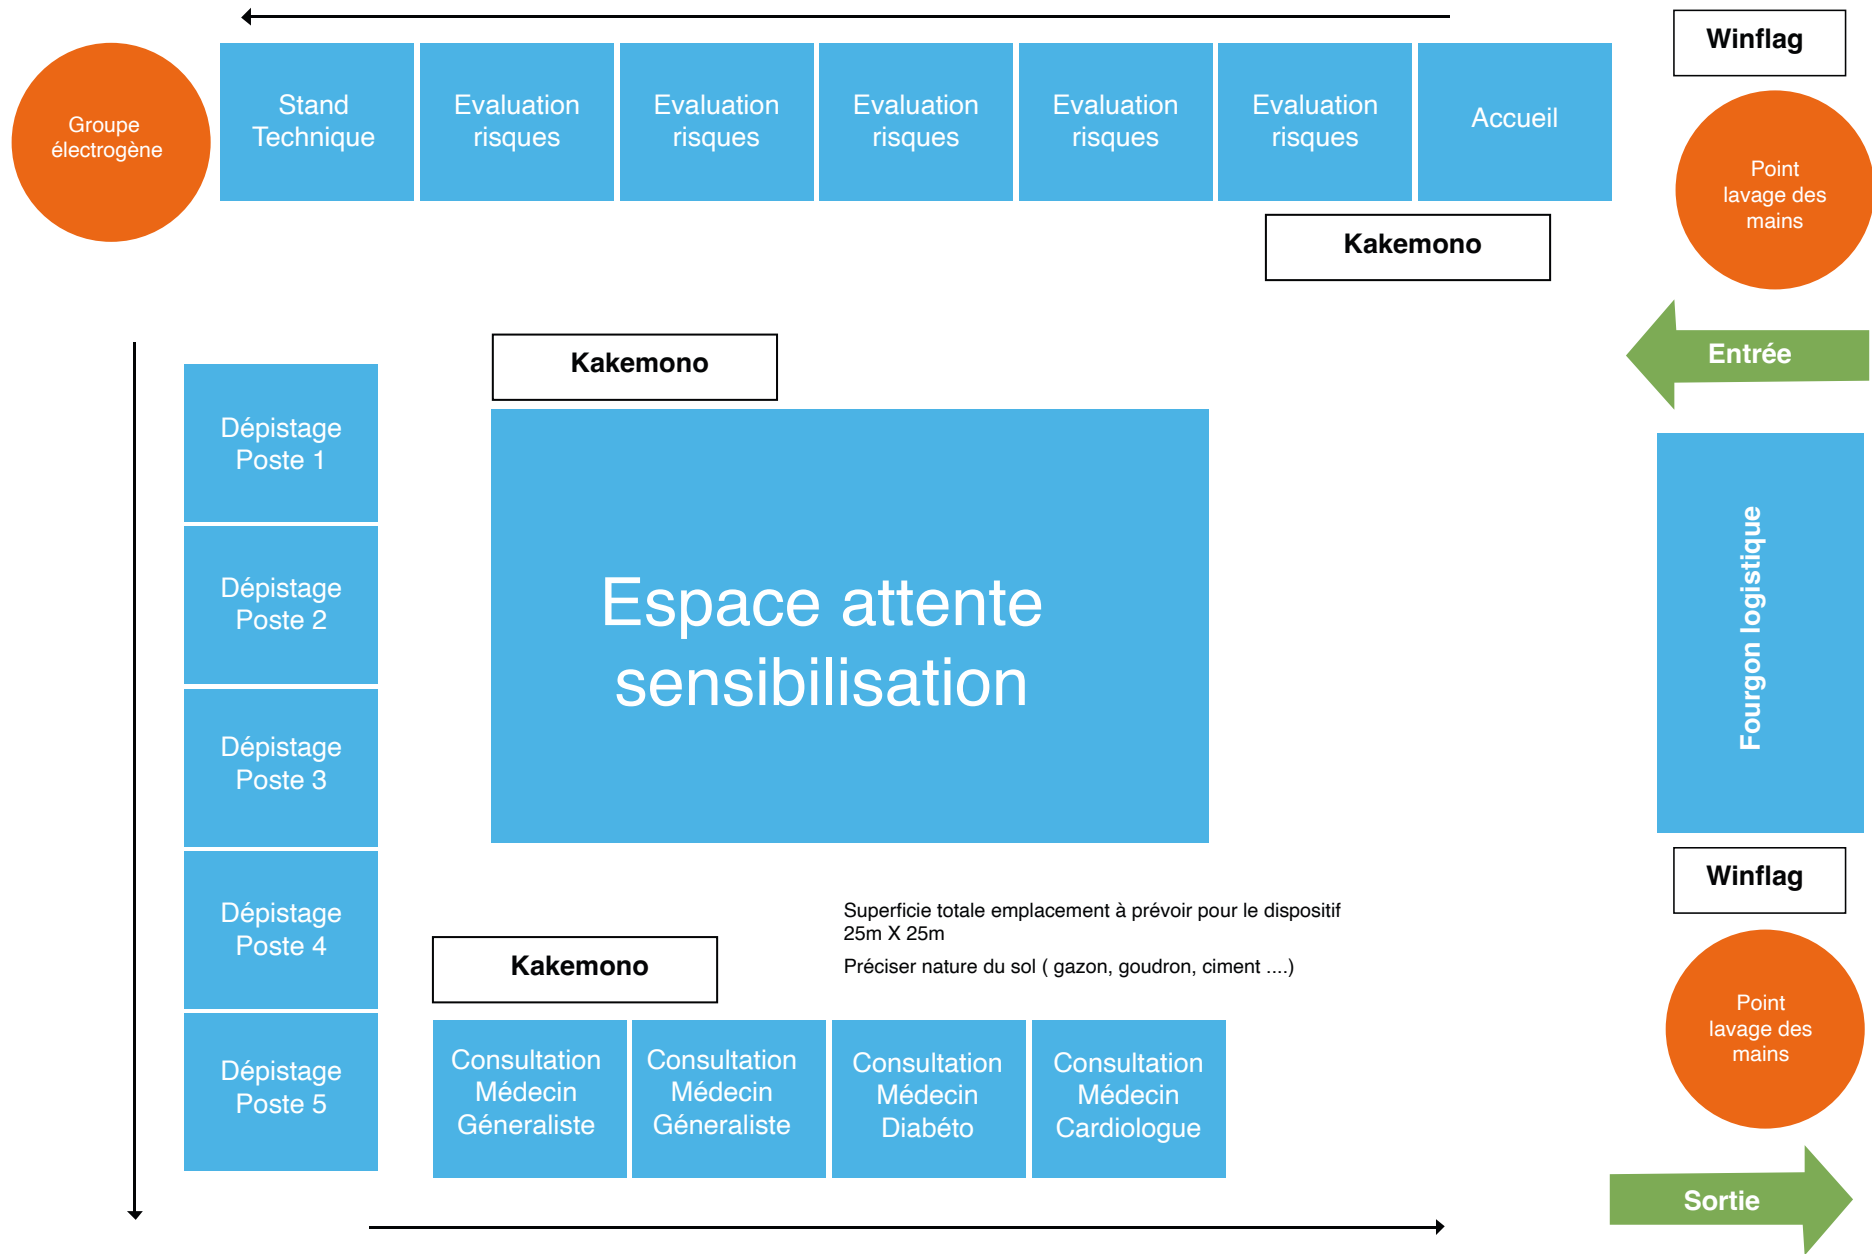 Winflag
Groupe
électrogène
Stand
Technique
Evaluation
risques
Evaluation
risques
Evaluation
risques
Evaluation
risques
Evaluation
risques
Accueil
Point
lavage des
mains
Kakemono
Entrée
Kakemono
Dépistage
Poste 1
Dépistage
Poste 2
Dépistage
Poste 3
Dépistage
Poste 4
Dépistage
Poste 5
Espace attente
sensibilisation
Fourgon logistique
Winflag
Superficie totale emplacement à prévoir pour le dispositif
25m X 25m
Préciser nature du sol ( gazon, goudron, ciment ....)
Kakemono
Consultation
Médecin
Géneraliste
Consultation
Médecin
Géneraliste
Consultation
Médecin
Diabéto
Consultation
Médecin
Cardiologue
Point
lavage des
mains
Sortie